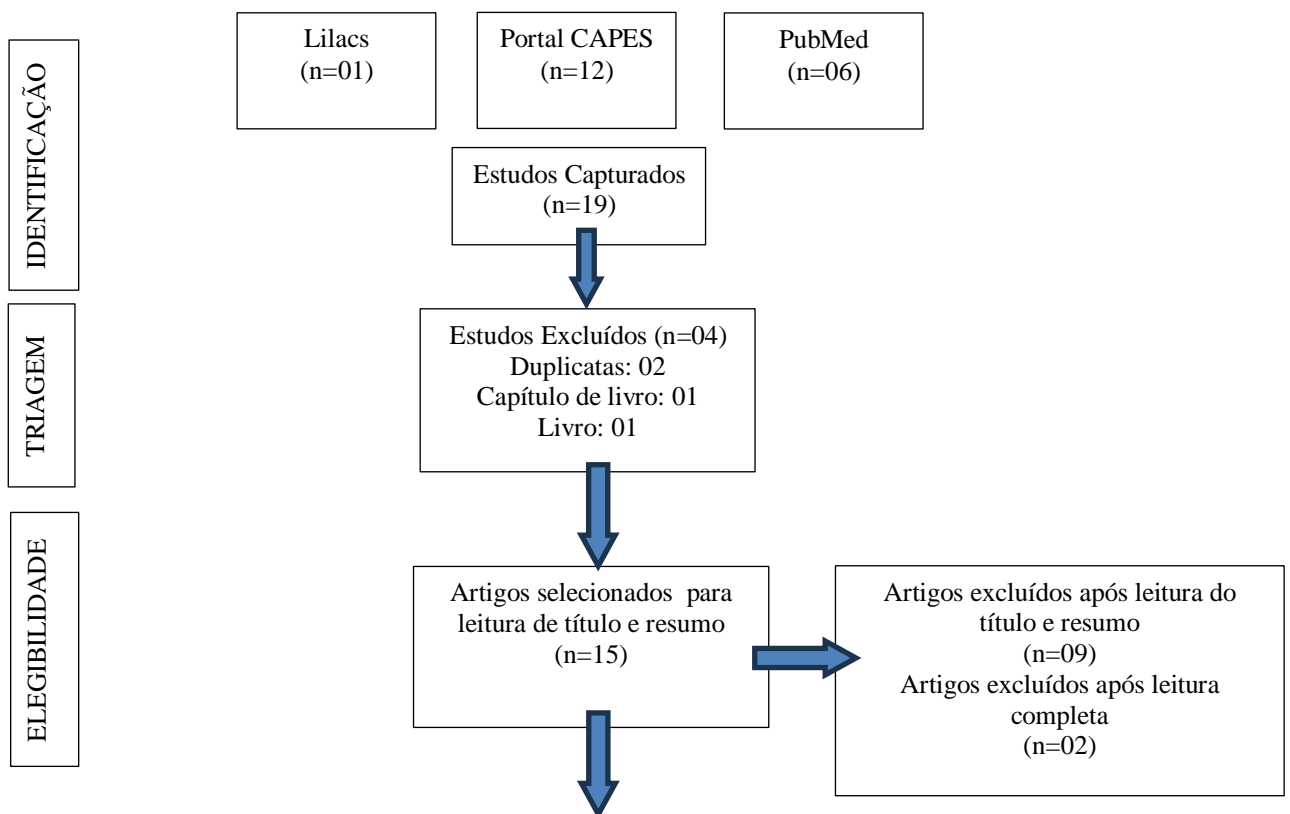 Lilacs
(n=01)
Portal CAPES
(n=12)
PubMed
(n=06)
IDENTIFICAÇÃO
Estudos Capturados
(n=19)
TRIAGEM
Estudos Excluídos (n=04)
Duplicatas: 02
Capítulo de livro: 01
Livro: 01
ELEGIBILIDADE
Artigos selecionados para
leitura de título e resumo
(n=15)
Artigos excluídos após leitura do
título e resumo
(n=09)
Artigos excluídos após leitura
completa
(n=02)